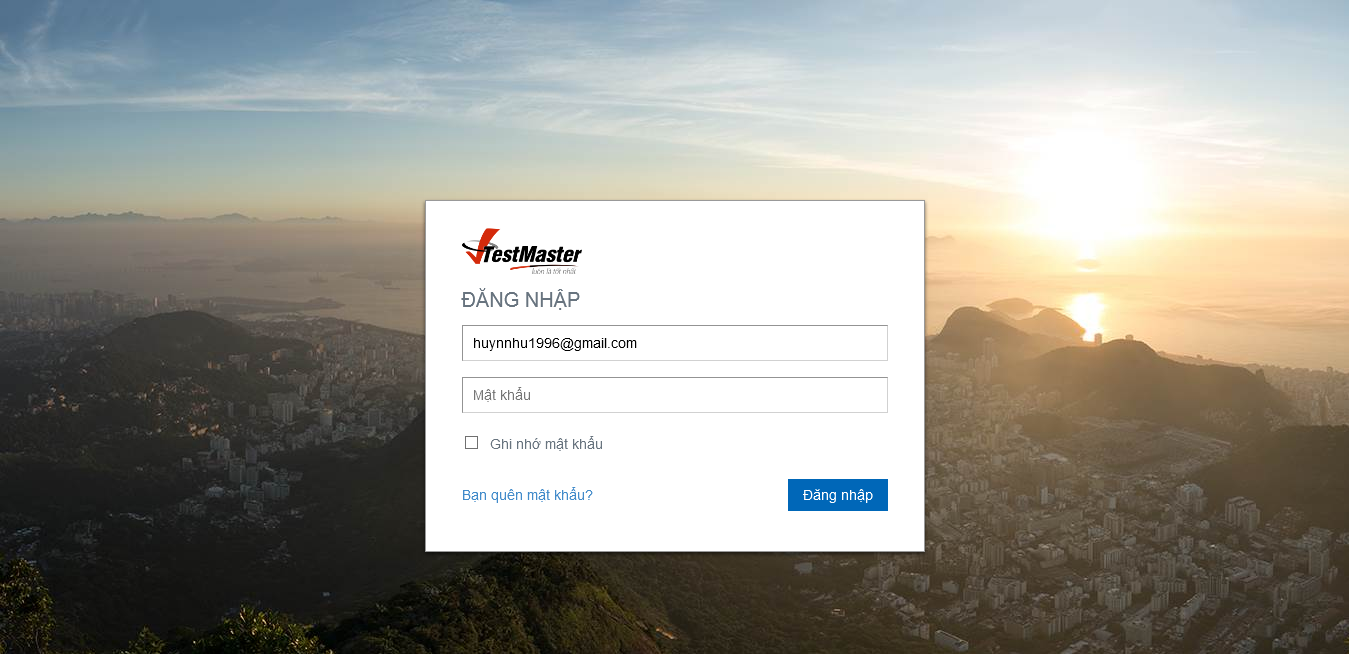 TestMaster
luôn là tốt nhất
ĐĂNG NHẬP
huynnhu1996@gmail.com
Mật khẩu
Ghi nhớ mật khẩu
Bạn quên mật khẩu?
Đăng nhập